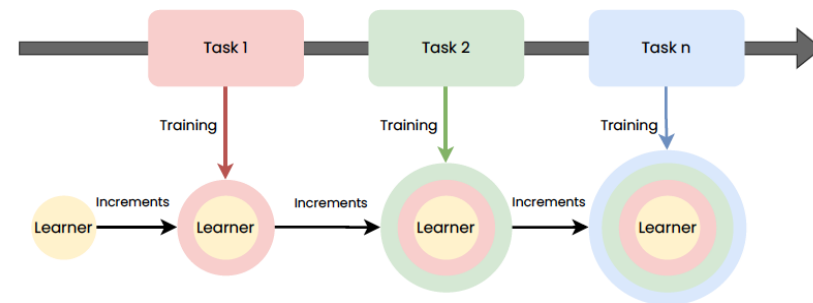 Task 1
Task 2
Task n
Training
Training
Training
Increments
Increments
Increments
Learner
Learner
Learner
Learner